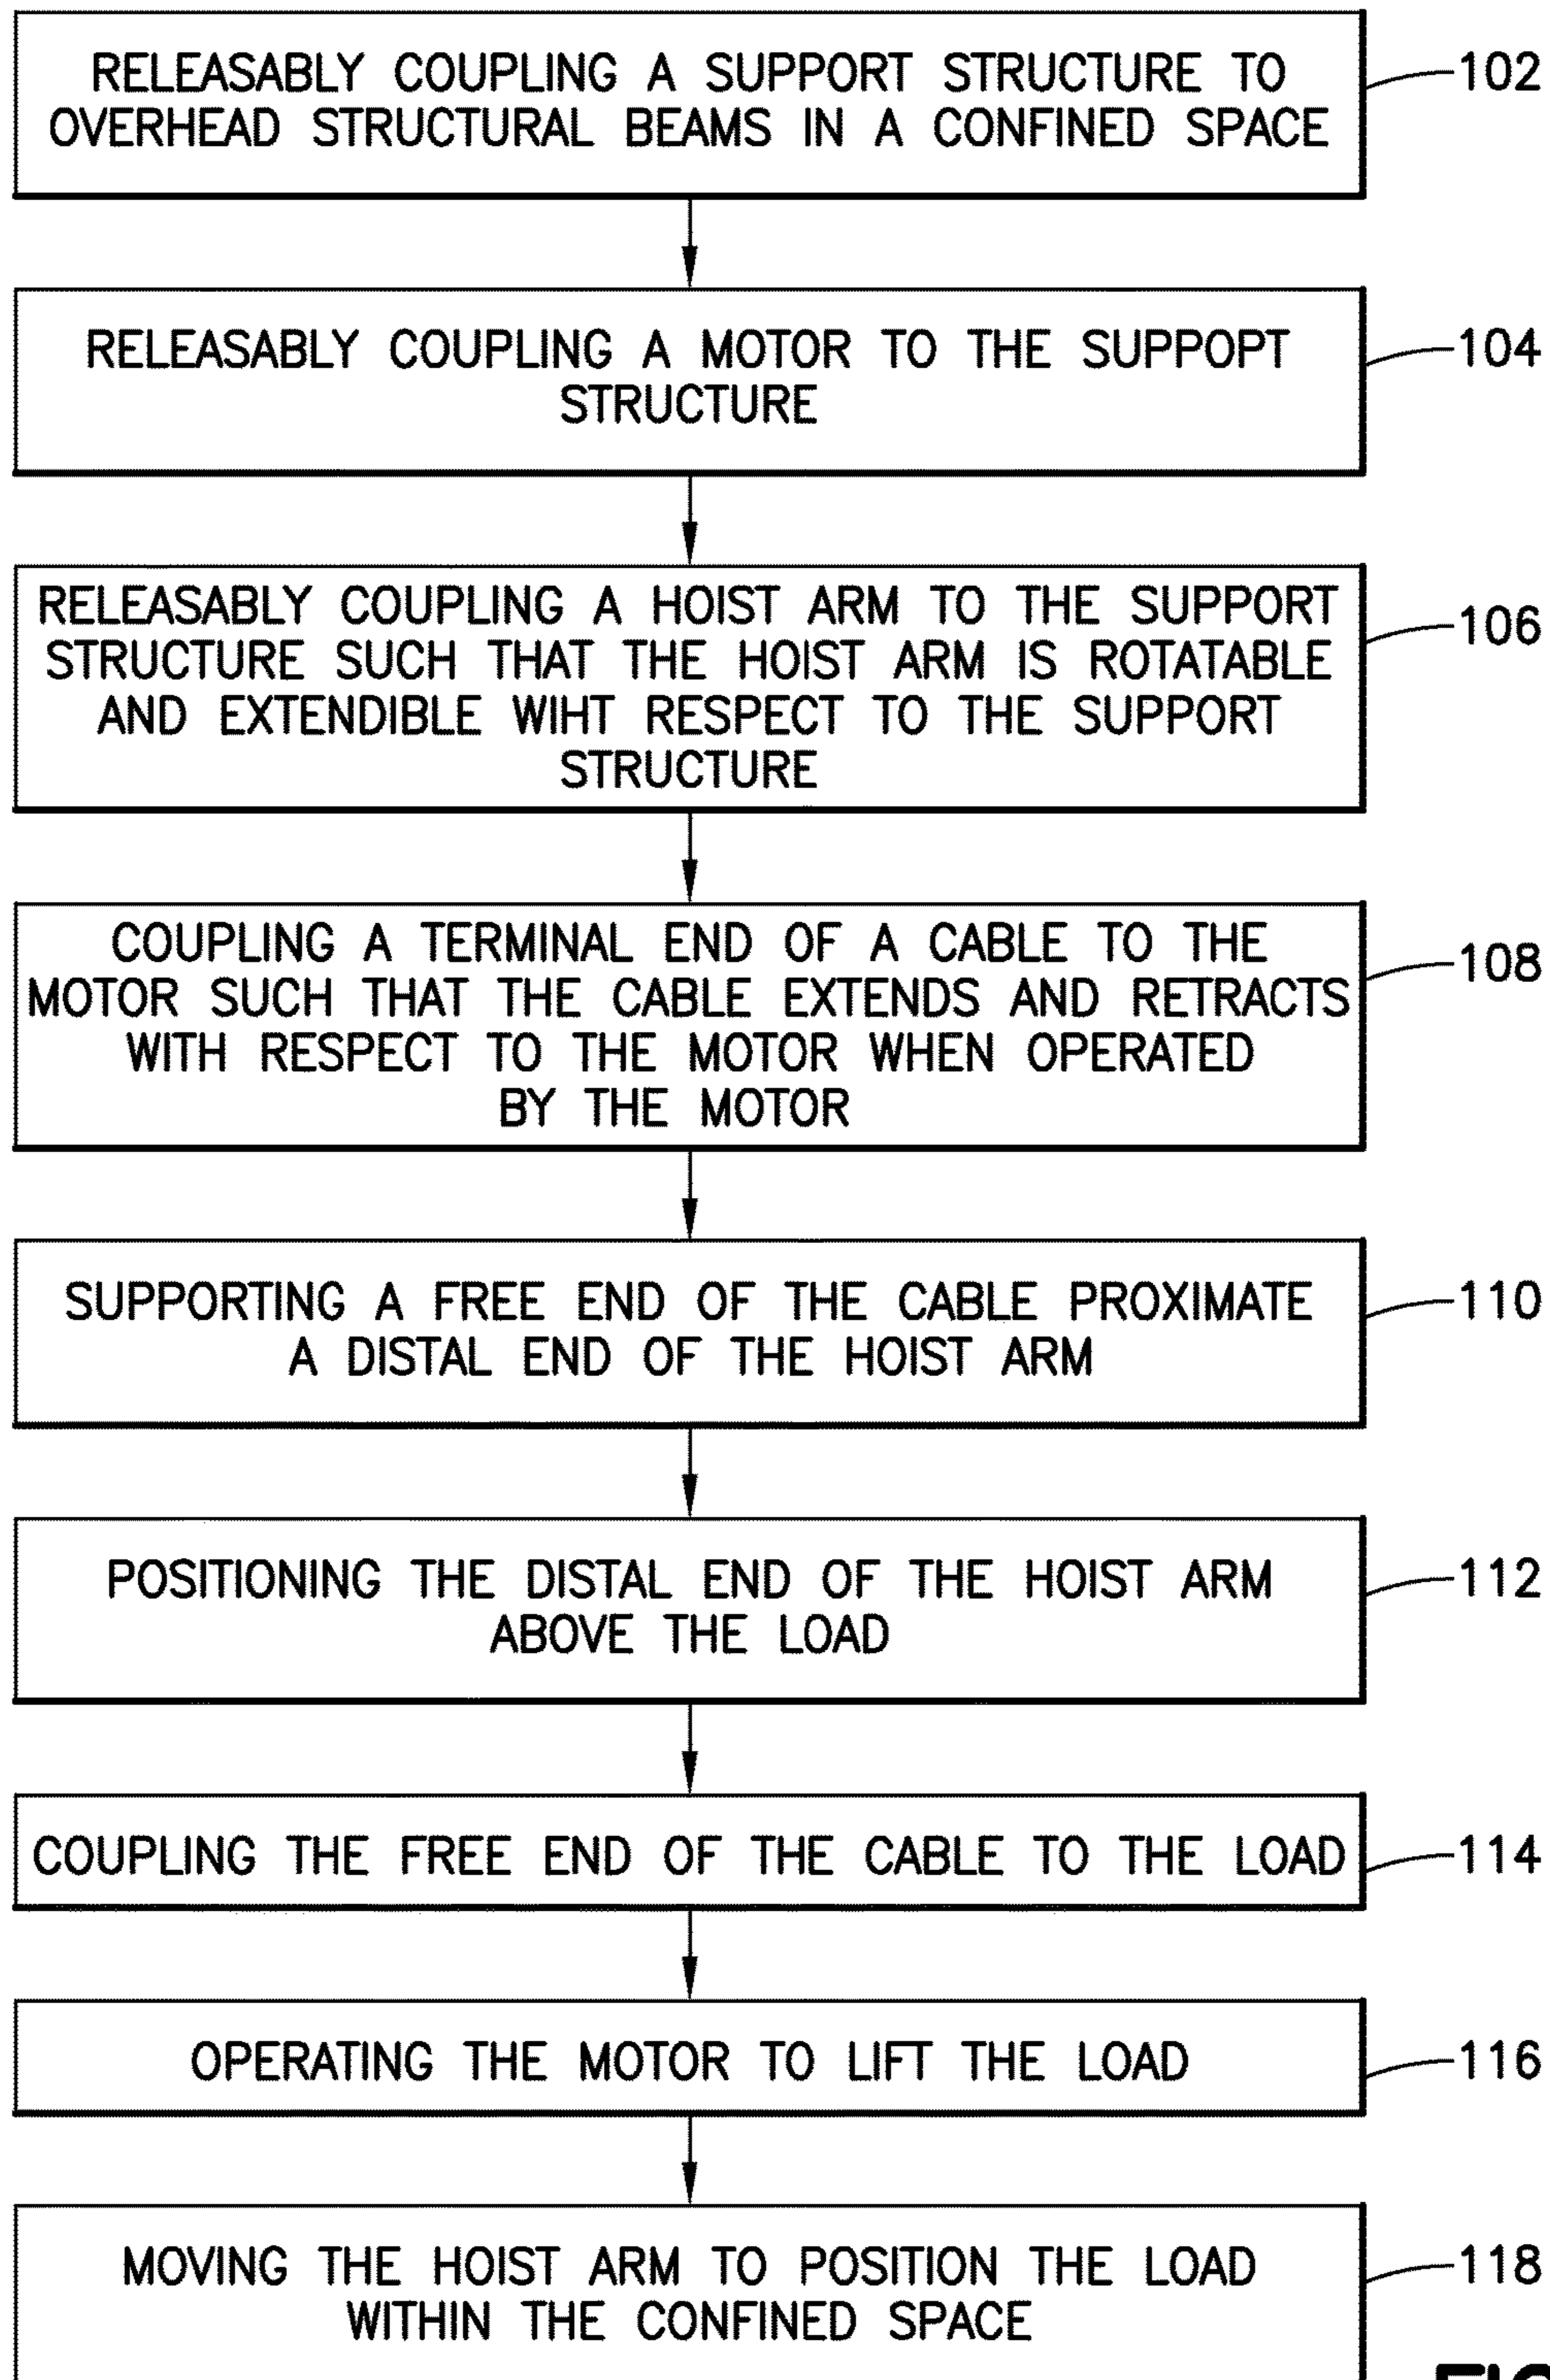 RELEASABLY COUPLING A SUPPORT STRUCTURE TO
OVERHEAD STRUCTURAL BEAMS IN A CONFINED SPACE
102
RELEASABLY COUPLING A MOTOR TO THE SUPPOPT
STRUCTURE
104
RELEASABLY COUPLING A HOIST ARM TO THE SUPPORT
STRUCTURE SUCH THAT THE HOIST ARM IS ROTATABLE
AND EXTENDIBLE WIHT RESPECT TO THE SUPPORT
STRUCTURE
106
COUPLING A TERMINAL END OF A CABLE TO THE
MOTOR SUCH THAT THE CABLE EXTENDS AND RETRACTS
WITH RESPECT TO THE MOTOR WHEN OPERATED
BY THE MOTOR
108
SUPPORTING A FREE END OF THE CABLE PROXIMATE
A DISTAL END OF THE HOIST ARM
110
POSITIONING THE DISTAL END OF THE HOIST ARM
ABOVE THE LOAD
112
COUPLING THE FREE END OF THE CABLE TO THE LOAD
114
OPERATING THE MOTOR TO LIFT THE LOAD
116
MOVING THE HOIST ARM TO POSITION THE LOAD
WITHIN THE CONFINED SPACE
118